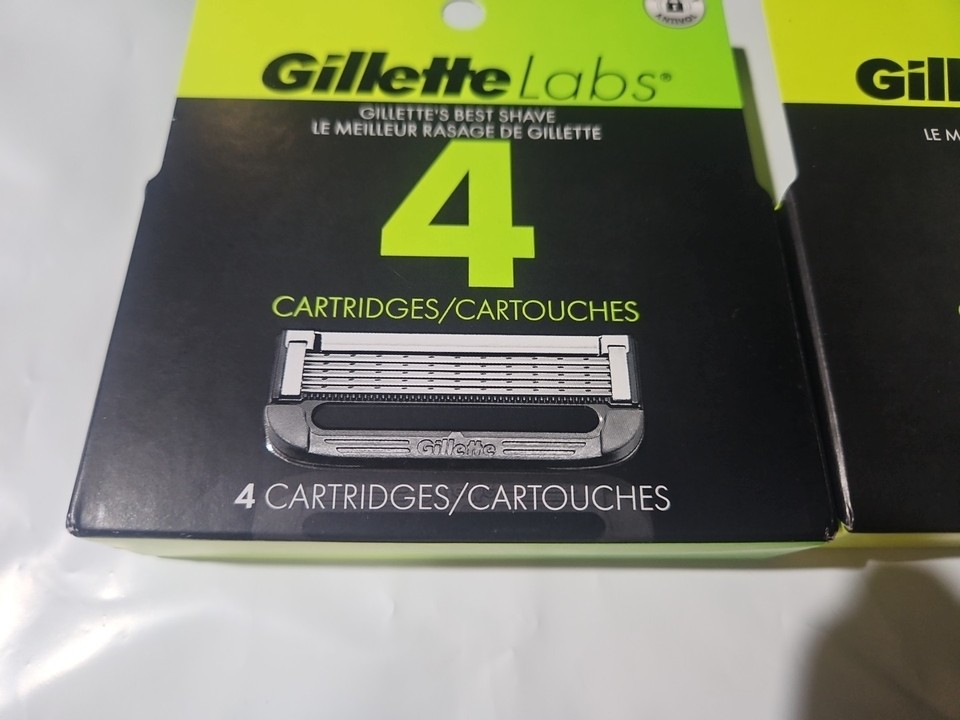 ANTIVOL
Gillette Labs®
GILLETTE'S BEST SHAVE
LE MEILLEUR RASAGE DE GILLETTE
4
CARTRIDGES/CARTOUCHES
Gillette
4 CARTRIDGES/CARTOUCHES
Gill
LE M